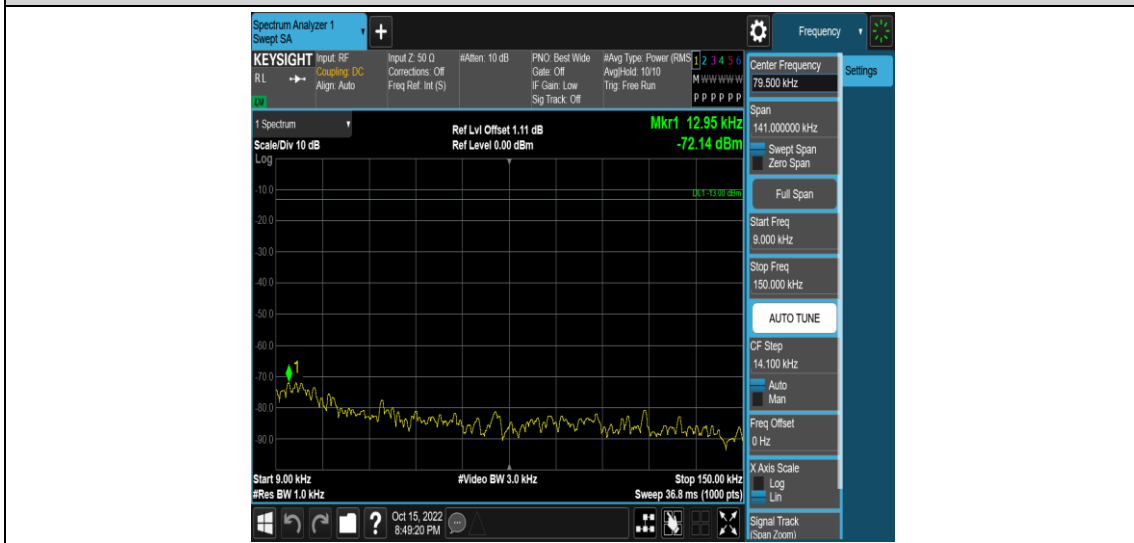 Spectrum Analyzer 1
Swept SA
+
Frequency
KEYSIGHT
RL
LXI
Input: RF
Coupling: DC
Align: Auto
Input Z: 50 Ω
Corrections: Off
Freq Ref: Int (S)
#Atten: 10 dB
PNO: Best Wide
Gate: Off
IF Gain: Low
Sig Track: Off
#Avg Type: Power (RMS
Avg|Hold: 10/10
Trig: Free Run
1 2 3 4 5 6
M W W W W W
P P P P P P
1 Spectrum
Scale/Div 10 dB
Log
Ref Lvl Offset 1.11 dB
Ref Level 0.00 dBm
Mkr1 12.95 kHz
-72.14 dBm
DL1 -13.00 dBm
-10.0
-20.0
-30.0
-40.0
-50.0
-60.0
-70.0
-80.0
-90.0
1
Start 9.00 kHz
#Res BW 1.0 kHz
#Video BW 3.0 kHz
Stop 150.00 kHz
Sweep 36.8 ms (1000 pts)
?
Oct 15, 2022
8:49:20 PM
Center Frequency
79.500 kHz
Settings
Span
141.000000 kHz
Swept Span
Zero Span
Full Span
Start Freq
9.000 kHz
Stop Freq
150.000 kHz
AUTO TUNE
CF Step
14.100 kHz
Auto
Man
Freq Offset
0 Hz
X Axis Scale
Log
Lin
Signal Track
(Span Zoom)